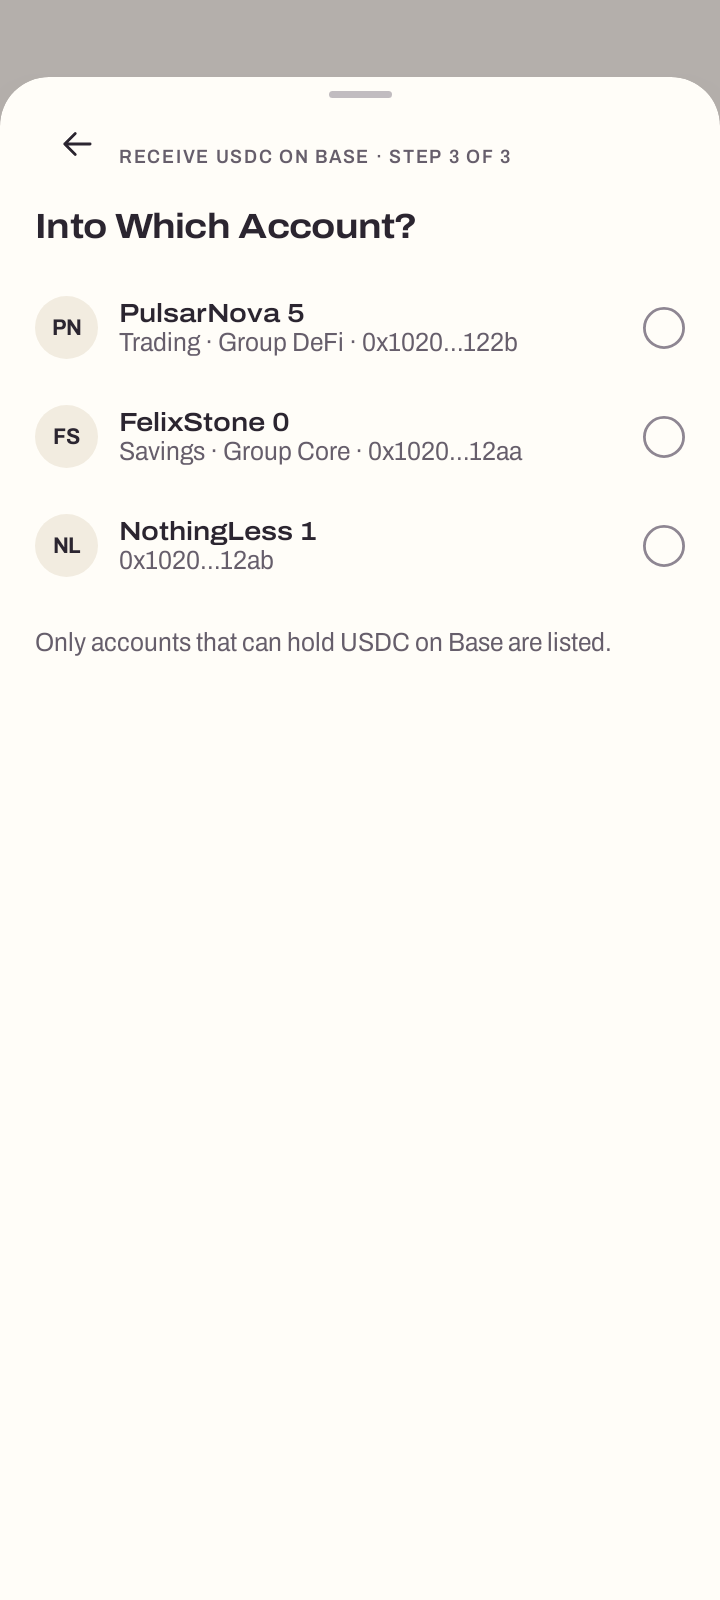 RECEIVE USDC ON BASE · STEP 3 OF 3
Into Which Account?
PN
PulsarNova 5
Trading · Group DeFi · 0x1020...122b
FS
FelixStone 0
Savings · Group Core · 0x1020...12aa
NL
NothingLess 1
0x1020...12ab
Only accounts that can hold USDC on Base are listed.